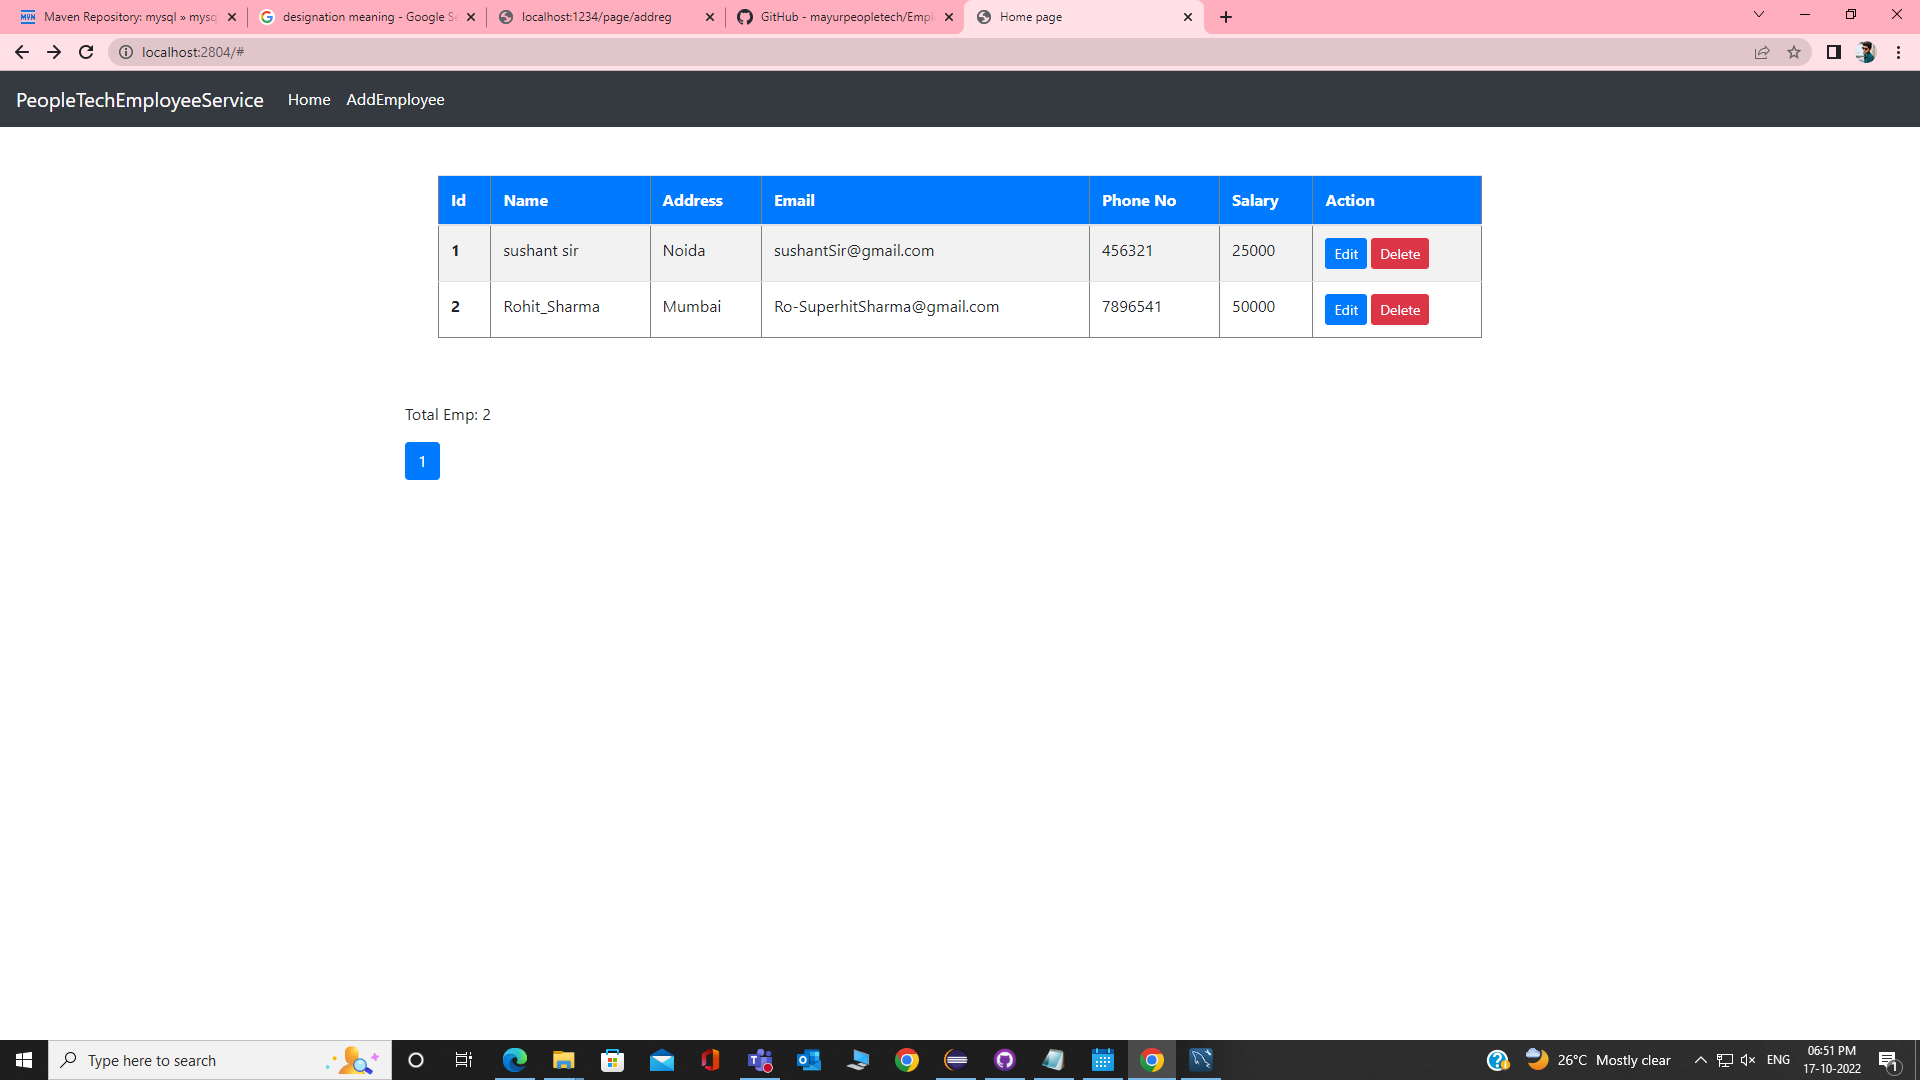 Maven Repository: mysql » mysq
designation meaning - Google Se
localhost:1234/page/addreg
GitHub - mayurpeopletech/Empl
Home page
localhost:2804/#
PeopleTechEmployeeService Home AddEmployee
Id Name Address Email Phone No Salary Action
1 sushant sir Noida sushantSir@gmail.com 456321 25000 Edit Delete
2 Rohit_Sharma Mumbai Ro-SuperhitSharma@gmail.com 7896541 50000 Edit Delete
Total Emp: 2
1
Type here to search
26°C Mostly clear
ENG
06:51 PM
17-10-2022
1